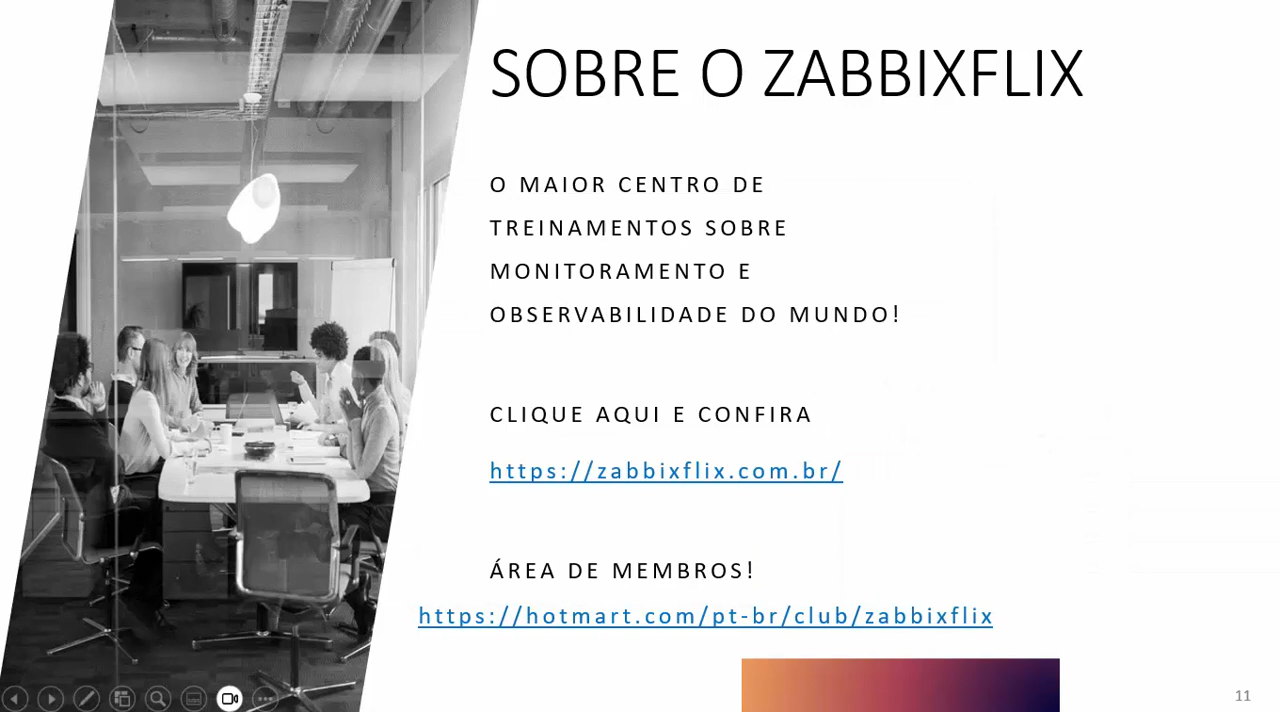 SOBRE O ZABBIXFLIX
O MAIOR CENTRO DE
TREINAMENTOS SOBRE
MONITORAMENTO E
OBSERVABILIDADE DO MUNDO!
CLIQUE AQUI E CONFIRA
https://zabbixflix.com.br/
ÁREA DE MEMBROS!
https://hotmart.com/pt-br/club/zabbixflix
11